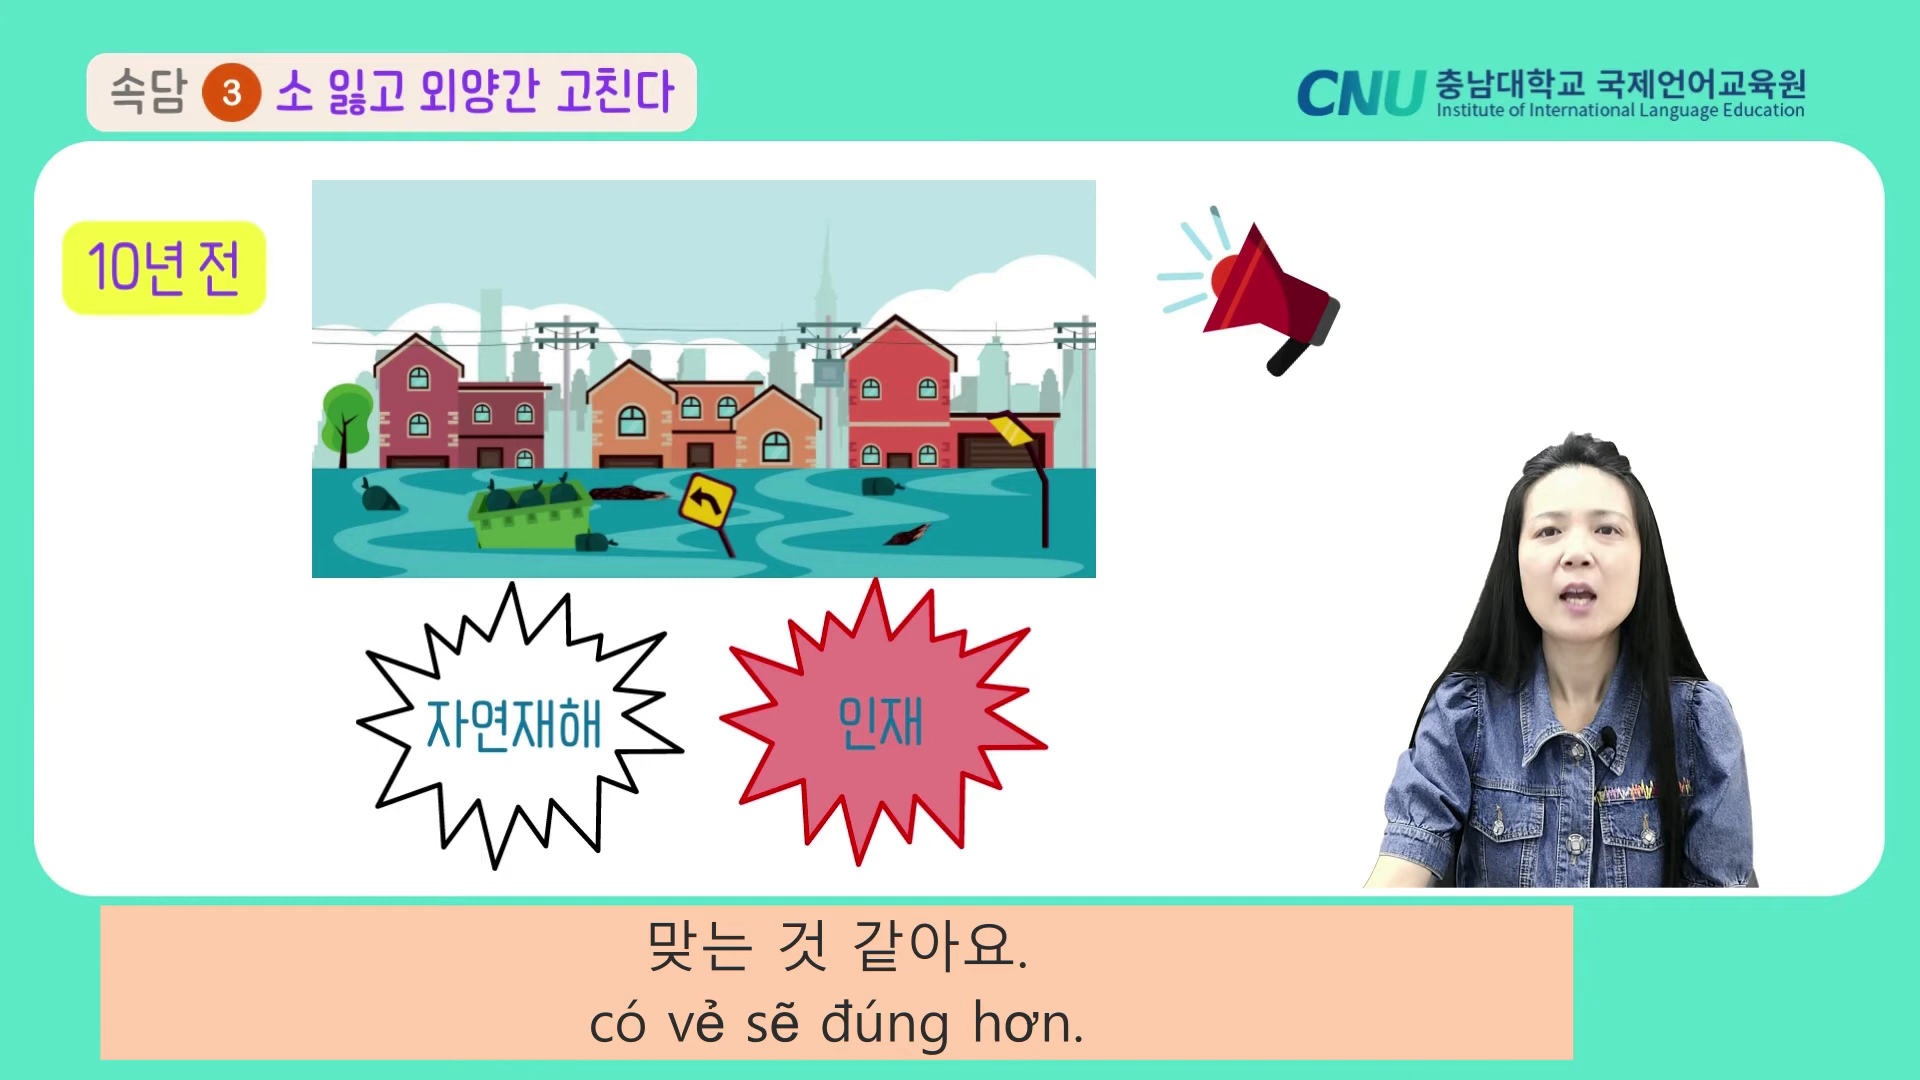 속담 3 소 잃고 외양간 고친다
CNU 충남대학교 국제언어교육원
Institute of International Language Education
10년 전
자연재해
인재
맞는 것 같아요.
có vẻ sẽ đúng hơn.